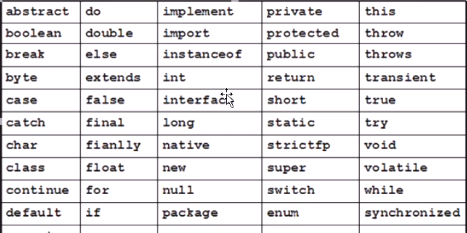 abstract do implement private this
boolean double import protected throw
break else instanceof public throws
byte extends int return transient
case false interface short true
catch final long static try
char fianlly native strictfp void
class float new super volatile
continue for null switch while
default if package enum synchronized